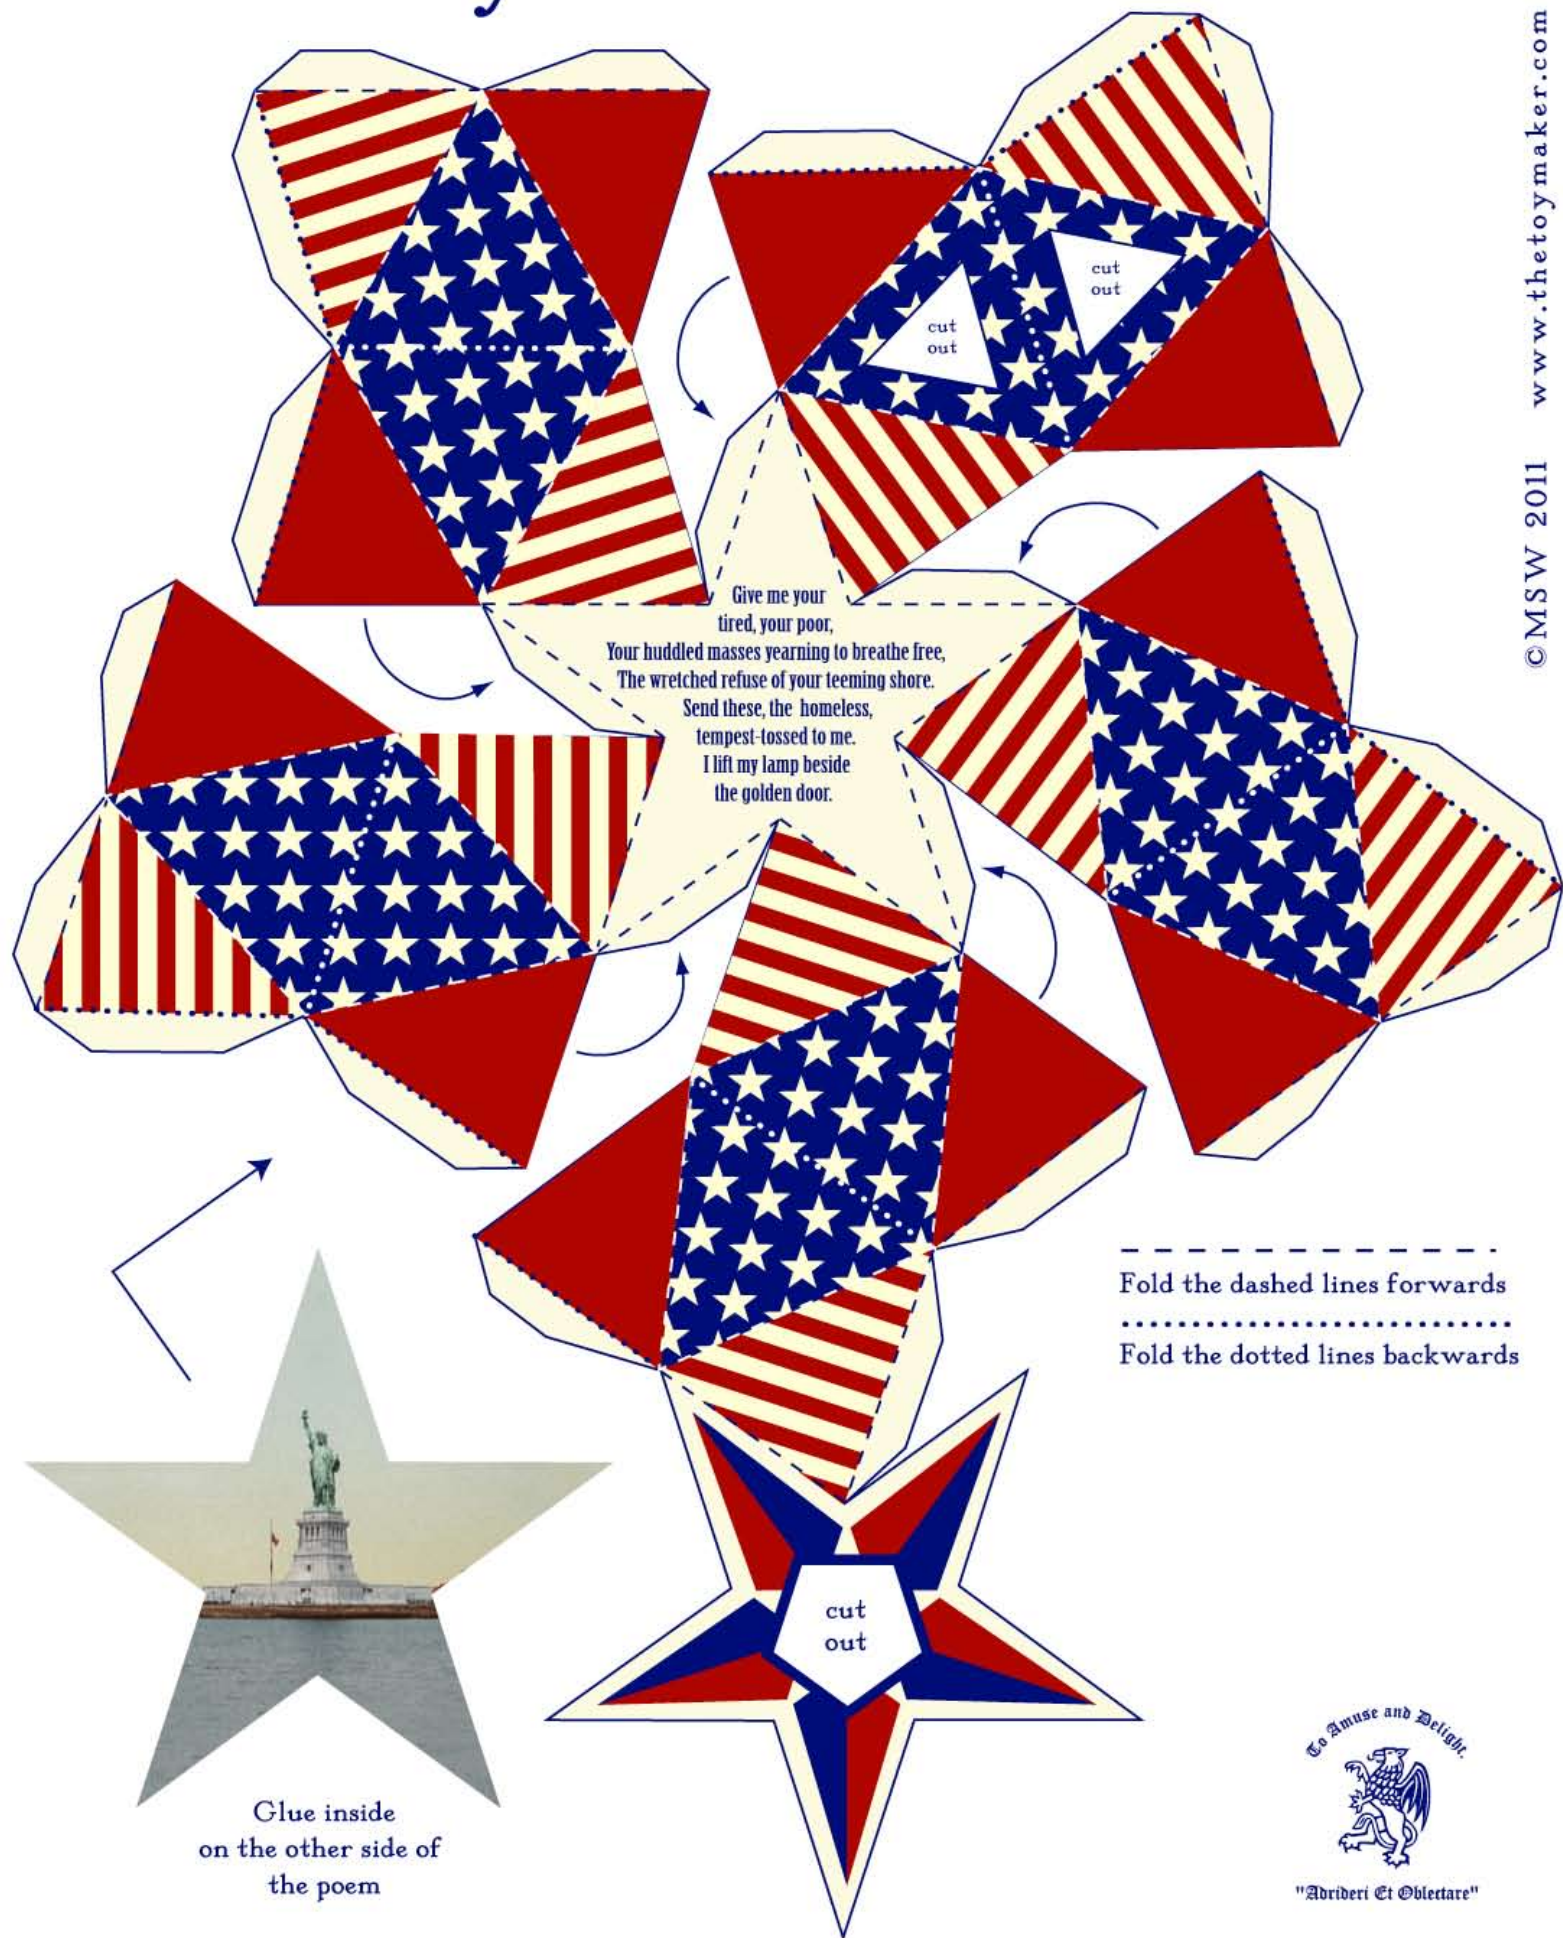 cut
out
cut
out
Give me your
tired, your poor,
Your huddled masses yearning to breathe free,
The wretched refuse of your teeming shore.
Send these, the homeless,
tempest-tossed to me.
I lift my lamp beside
the golden door.
© MSW 2011 www.thetoymaker.com
Fold the dashed lines forwards
Fold the dotted lines backwards
cut
out
Glue inside
on the other side of
the poem
To Amuse and Delight.
"Adrideri Et Oblectare"